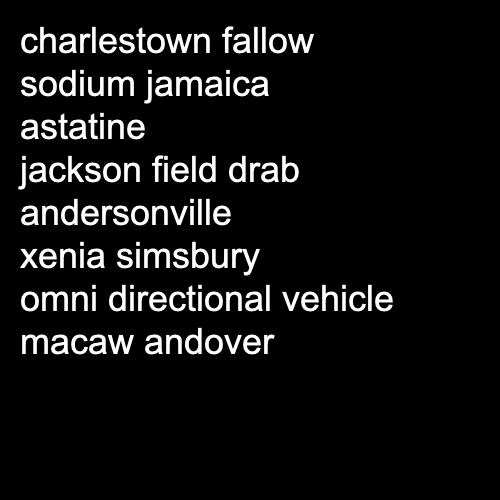 charlestown fallow
sodium jamaica
astatine
jackson field drab
andersonville
xenia simsbury
omni directional vehicle
macaw andover